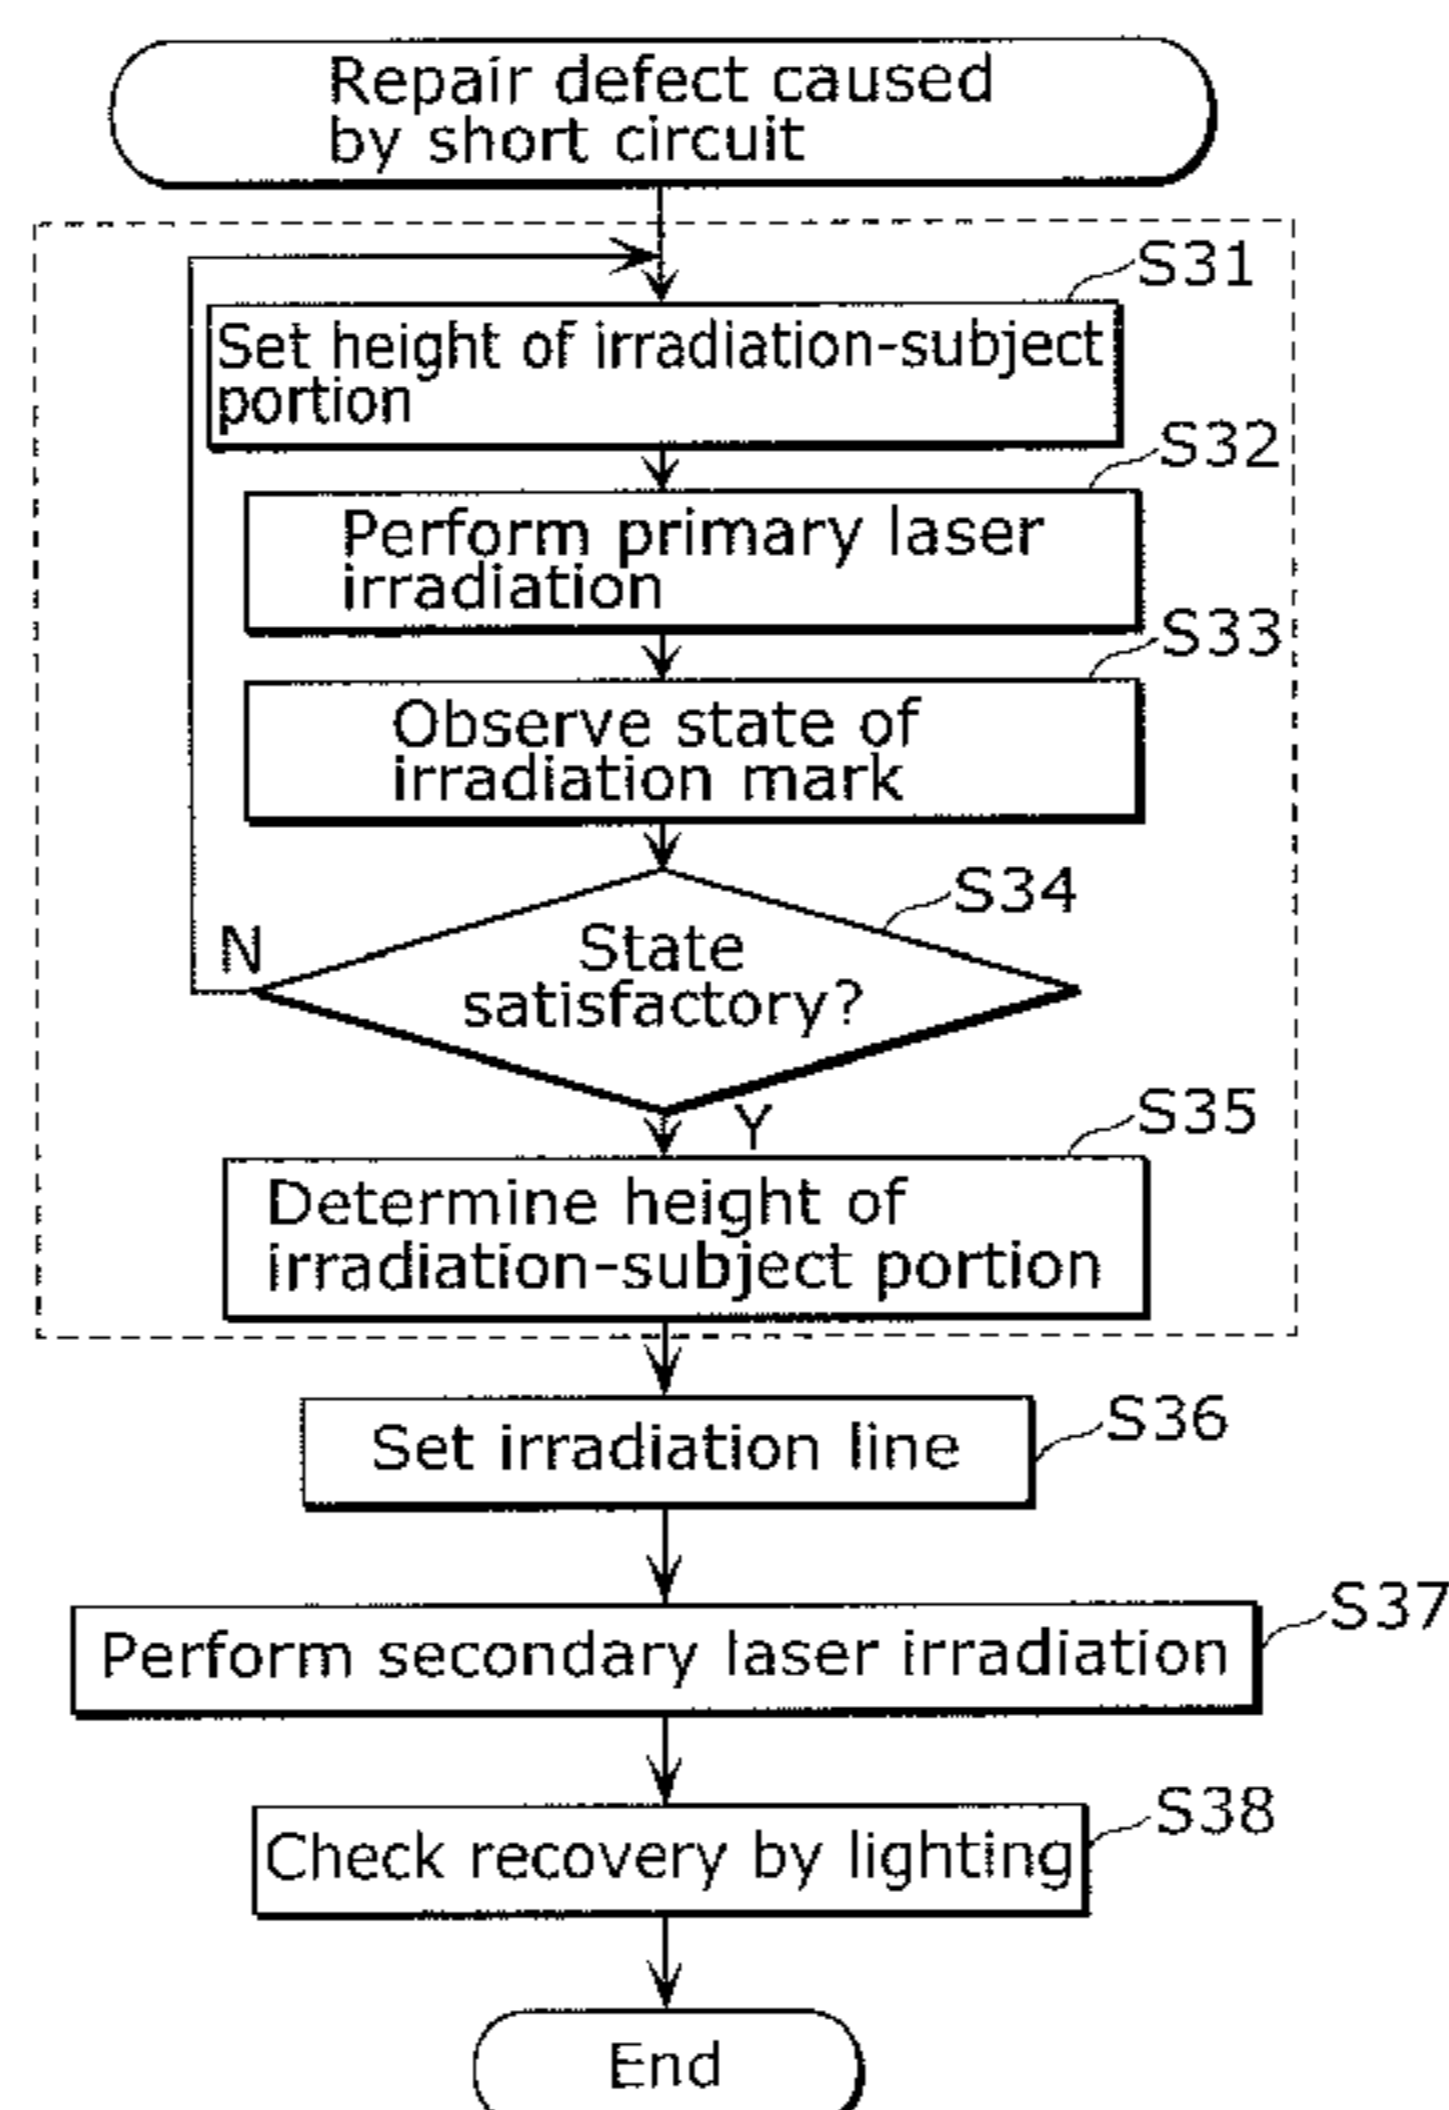 Repair defect caused
by short circuit
S31
Set height of irradiation-subject
portion
S32
Perform primary laser
irradiation
S33
Observe state of
irradiation mark
S34
N
State
satisfactory?
Y
S35
Determine height of
irradiation-subject portion
S36
Set irradiation line
S37
Perform secondary laser irradiation
S38
Check recovery by lighting
End